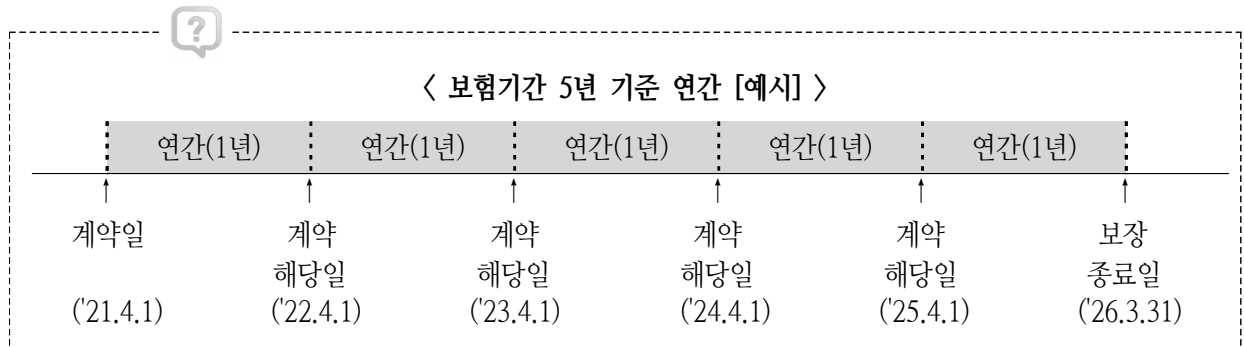 ?
〈 보험기간 5년 기준 연간 [예시] 〉
연간(1년) 연간(1년) 연간(1년) 연간(1년) 연간(1년)
계약일 계약 계약 계약 계약 보장
해당일 해당일 해당일 해당일 종료일
('21.4.1) ('22.4.1) ('23.4.1) ('24.4.1) ('25.4.1) ('26.3.31)